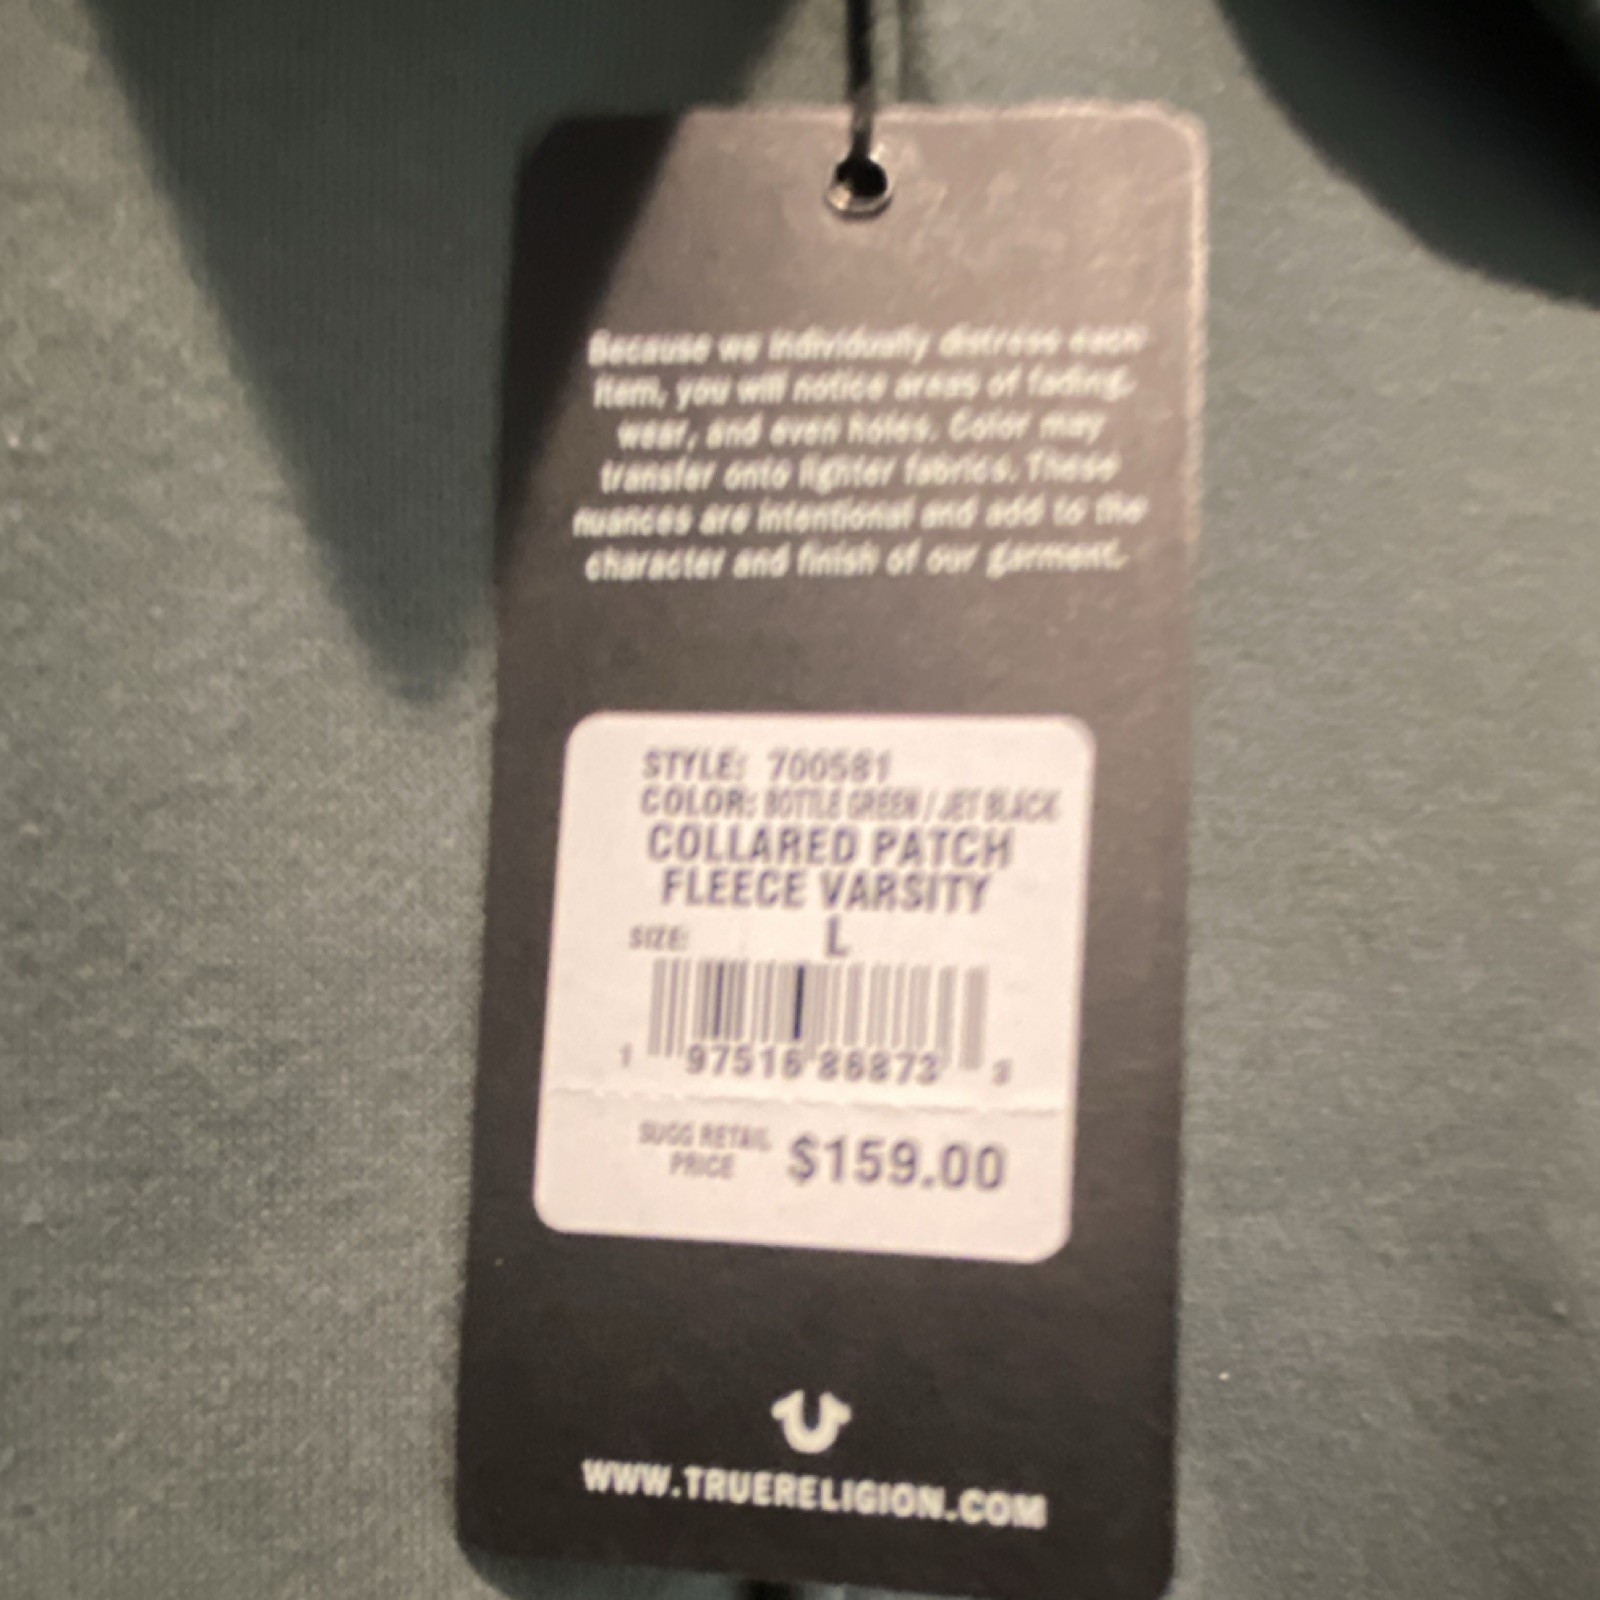 Because we individually distress each
item, you will notice areas of fading,
wear, and even holes. Color may
transfer onto lighter fabrics. These
nuances are intentional and add to the
character and finish of our garment.
STYLE: 700581
COLOR: BOTTLE GREEN / JET BLACK
COLLARED PATCH
FLEECE VARSITY
SIZE: L
1 97516 86873
SUGG RETAIL
PRICE $159.00
WWW.TRUERELIGION.COM